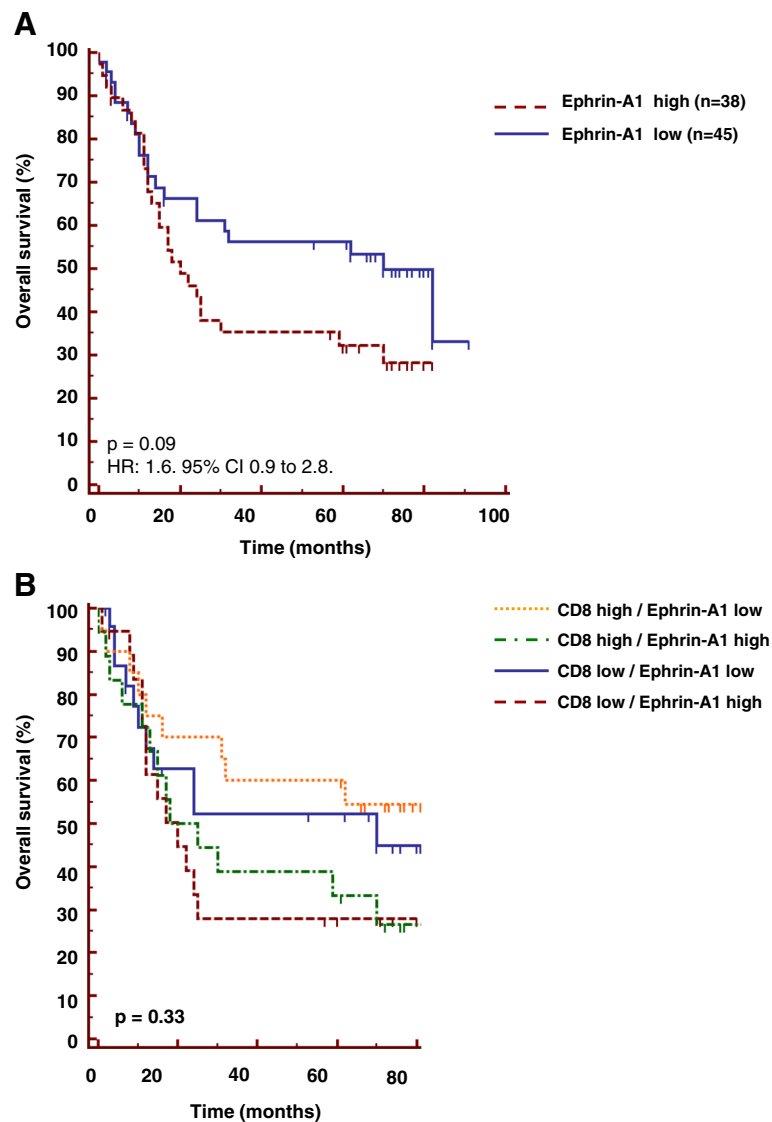 A
100
90
80
70
60
50
40
30
20
10
0
Overall survival (%)
Ephrin-A1 high (n=38)
Ephrin-A1 low (n=45)
p = 0.09
HR: 1.6. 95% CI 0.9 to 2.8.
0 20 40 60 80 100
Time (months)
B
100
90
80
70
60
50
40
30
20
10
0
Overall survival (%)
CD8 high / Ephrin-A1 low
CD8 high / Ephrin-A1 high
CD8 low / Ephrin-A1 low
CD8 low / Ephrin-A1 high
p = 0.33
0 20 40 60 80
Time (months)